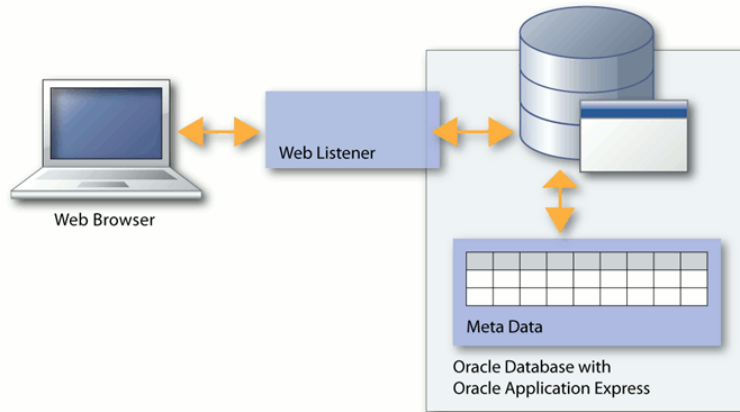 Web Browser
Web Listener
Meta Data
Oracle Database with
Oracle Application Express